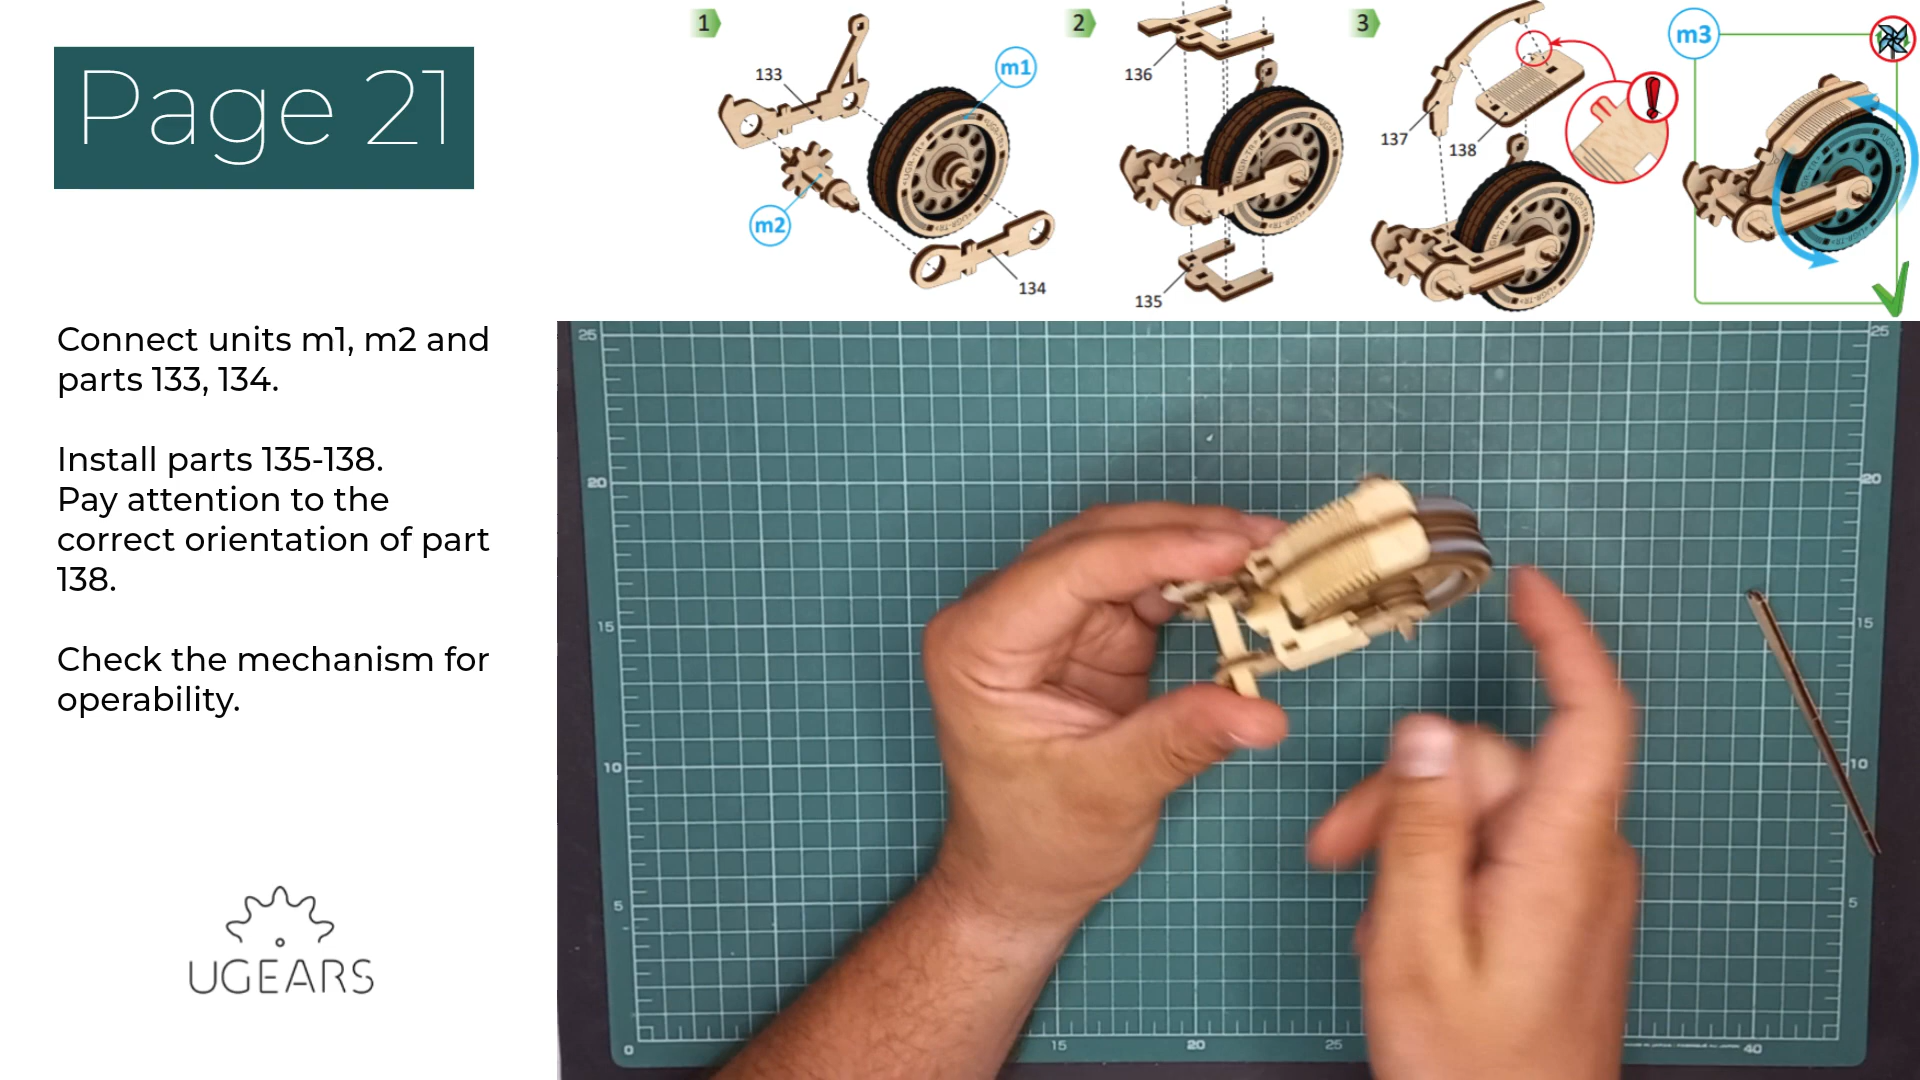 Page 21
1
133
m1
m2
134
2
136
135
3
137
138
m3
Connect units m1, m2 and
parts 133, 134.
Install parts 135-138.
Pay attention to the
correct orientation of part
138.
Check the mechanism for
operability.
UGEARS
25
25
20
20
15
15
10
10
5
5
0
15
20
25
40